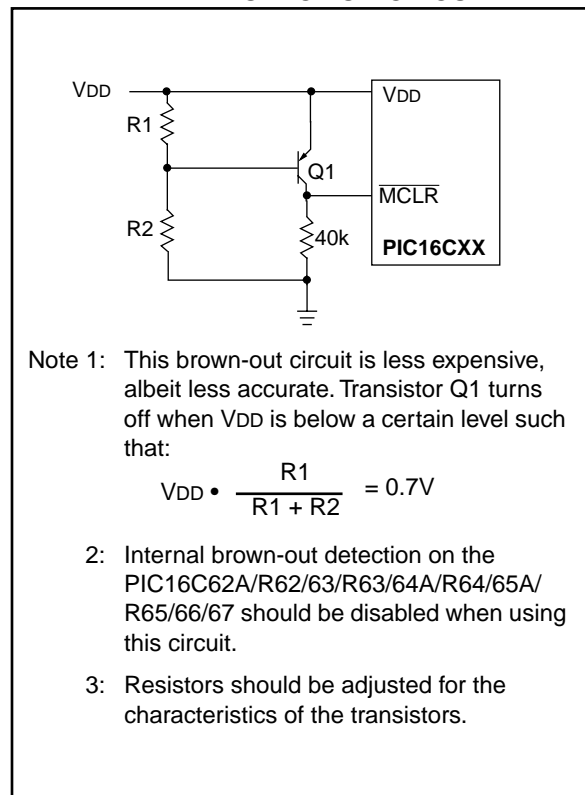 VDD
VDD
R1
Q1
MCLR
R2
40k
PIC16CXX
Note 1: This brown-out circuit is less expensive,
albeit less accurate. Transistor Q1 turns
off when VDD is below a certain level such
that:
VDD • R1 / R1 + R2 = 0.7V
2: Internal brown-out detection on the
PIC16C62A/R62/63/R63/64A/R64/65A/
R65/66/67 should be disabled when using
this circuit.
3: Resistors should be adjusted for the
characteristics of the transistors.